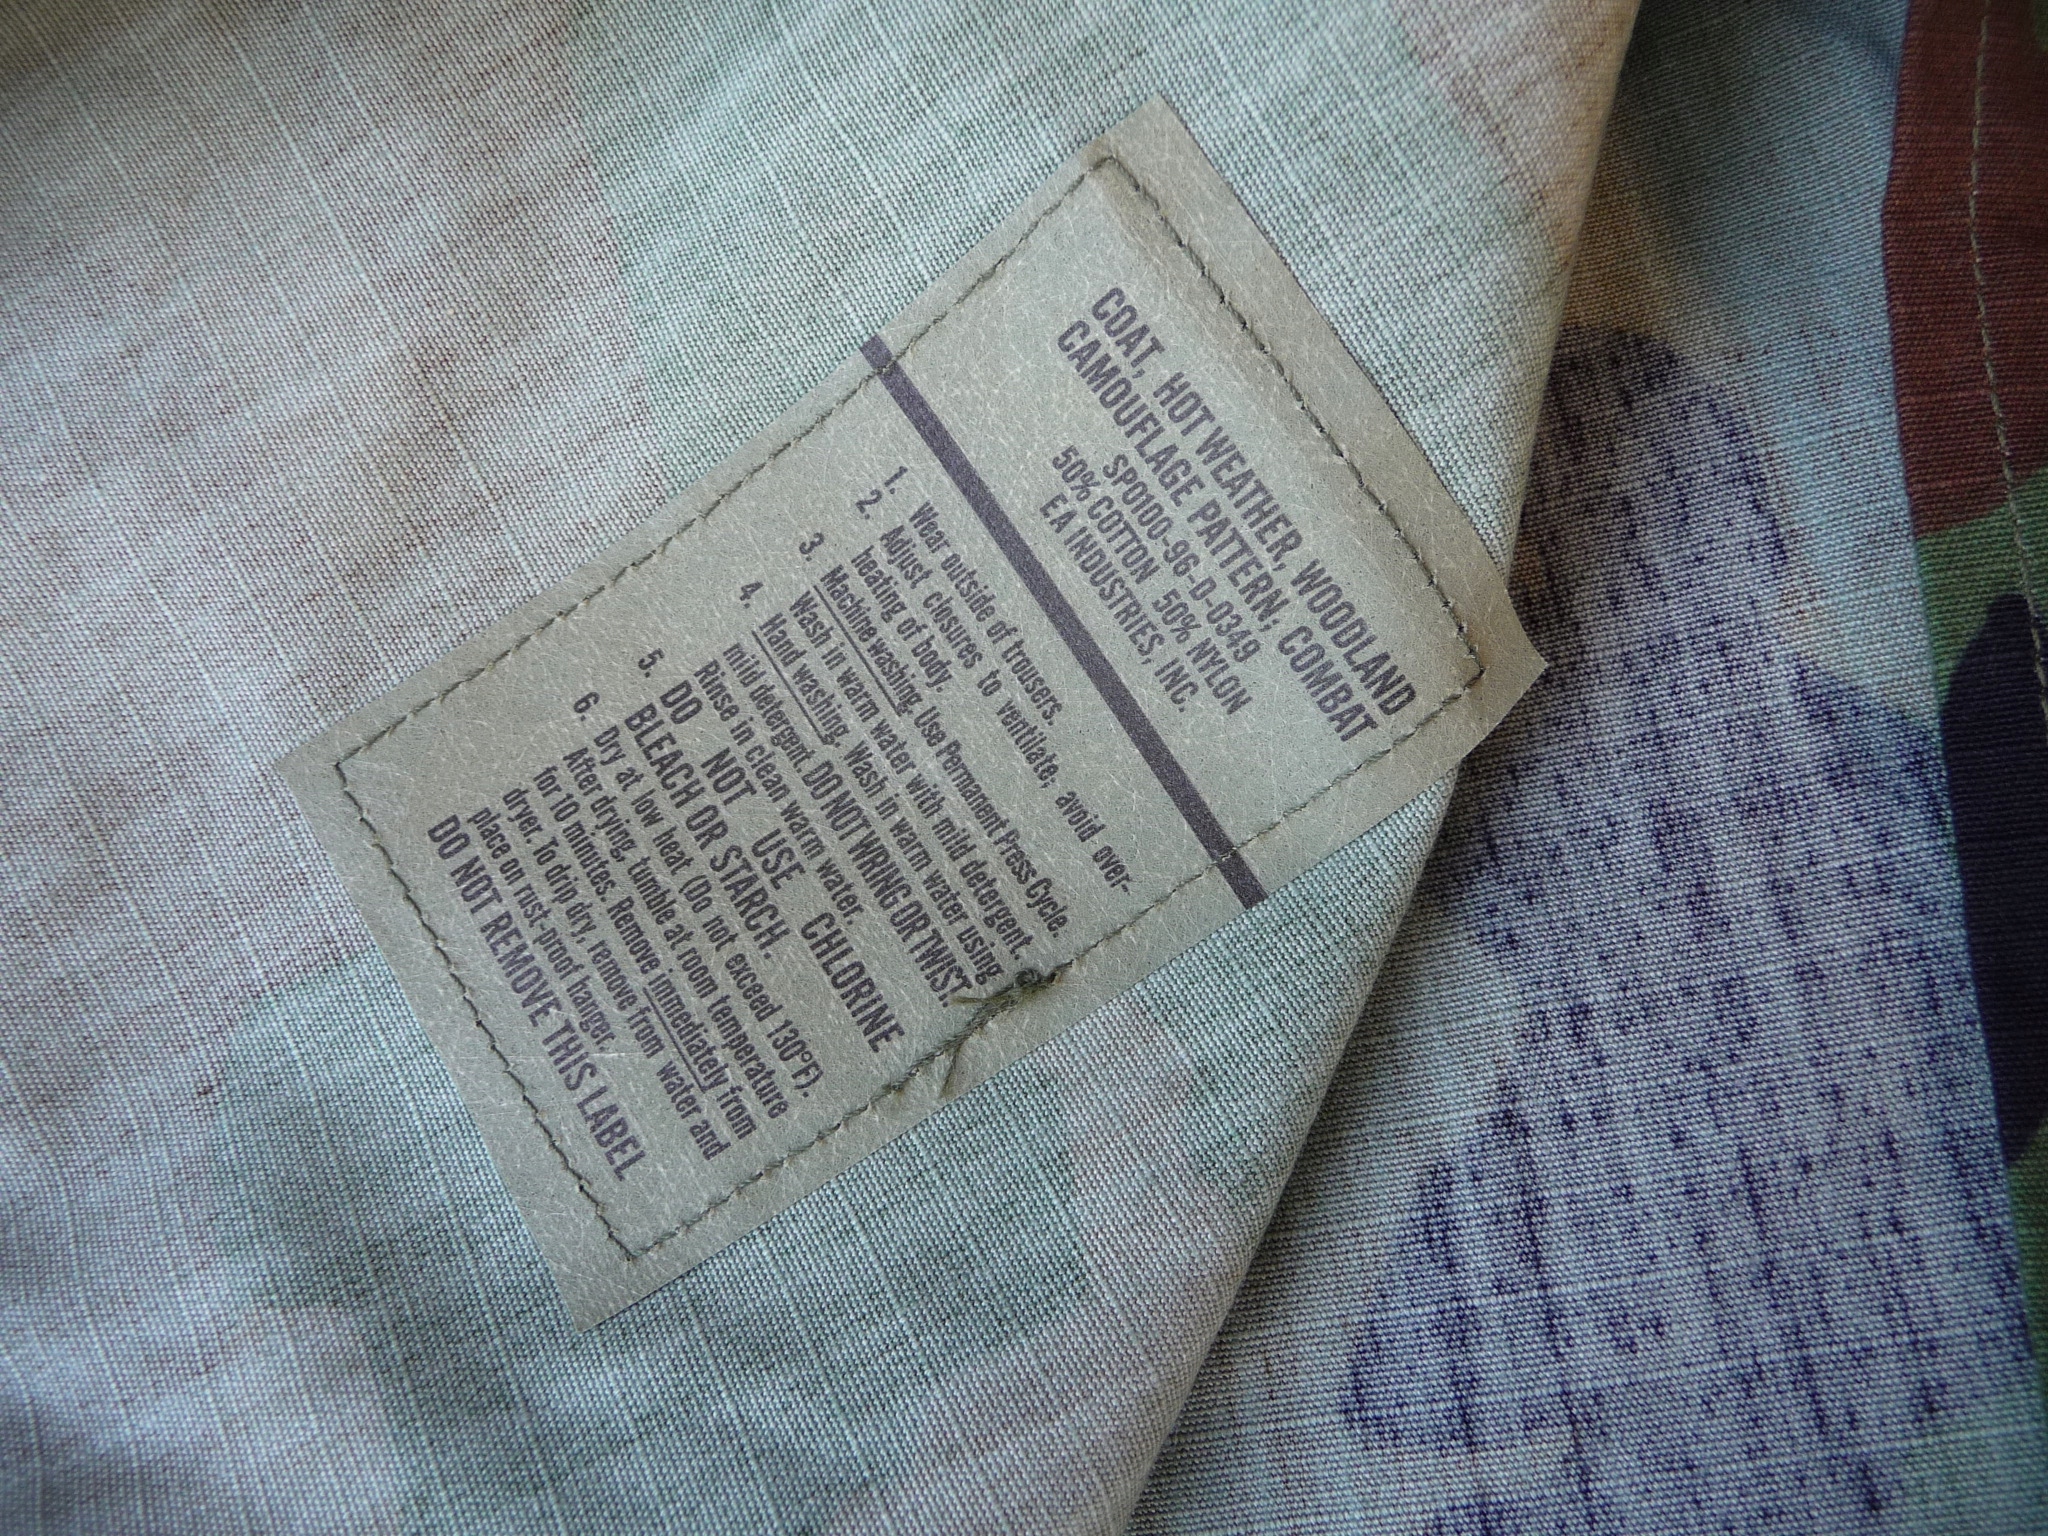 COAT, HOT WEATHER, WOODLAND
CAMOUFLAGE PATTERN, COMBAT
SPO100-96-D-0349
50% COTTON 50% NYLON
EA INDUSTRIES, INC.
1. Wear outside of trousers.
2. Adjust closures to ventilate, avoid over-
heating of body.
3. Machine washing. Use Permanent Press Cycle.
Wash in warm water with mild detergent.
4. Hand washing. Wash in warm water using
mild detergent. DO NOT WRING OR TWIST.
Rinse in clean warm water.
5. DO NOT USE CHLORINE
BLEACH OR STARCH.
6. Dry at low heat (Do not exceed 130°F).
After drying, tumble at room temperature
for 10 minutes. Remove immediately from
dryer. To drip dry, remove from water and
place on rust-proof hanger.
DO NOT REMOVE THIS LABEL